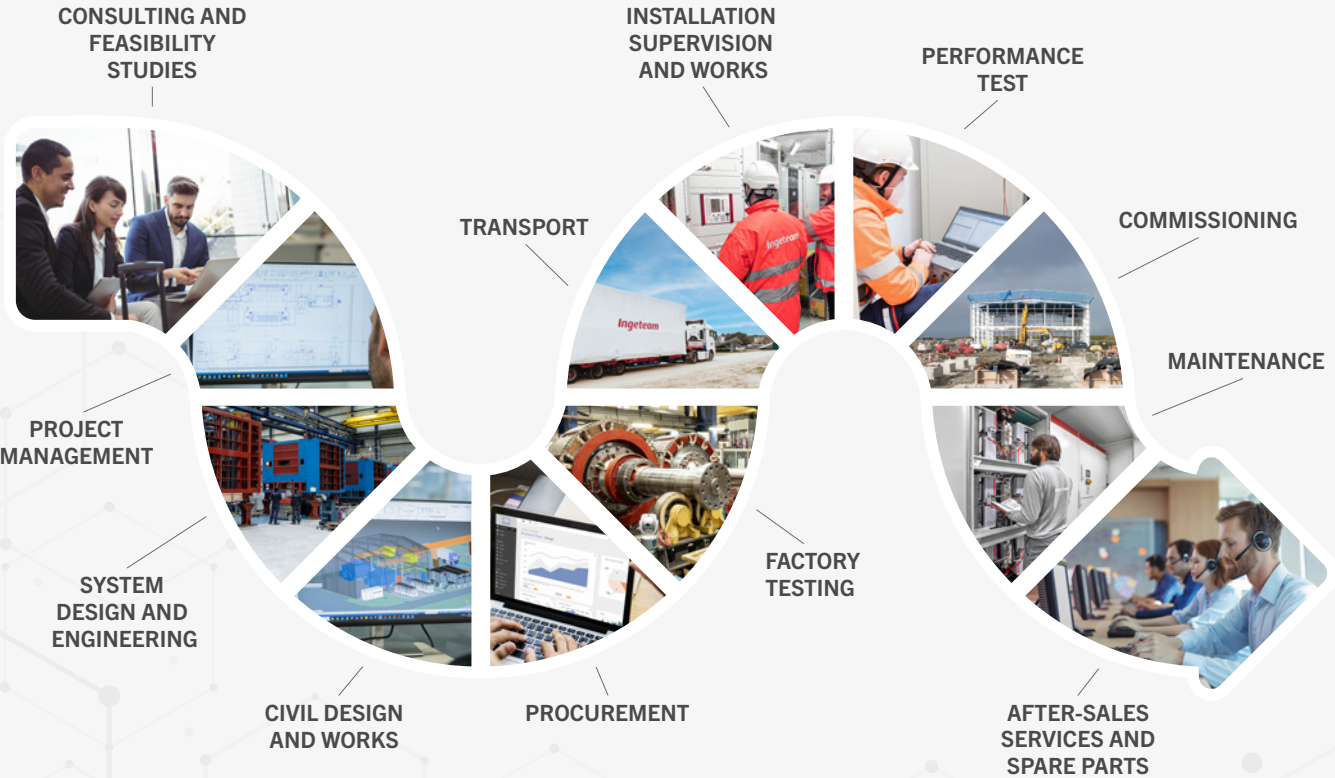 CONSULTING AND
FEASIBILITY
STUDIES
PROJECT
MANAGEMENT
SYSTEM
DESIGN AND
ENGINEERING
CIVIL DESIGN
AND WORKS
PROCUREMENT
FACTORY
TESTING
TRANSPORT
Ingeteam
INSTALLATION
SUPERVISION
AND WORKS
Ingeteam
PERFORMANCE
TEST
COMMISSIONING
MAINTENANCE
AFTER-SALES
SERVICES AND
SPARE PARTS